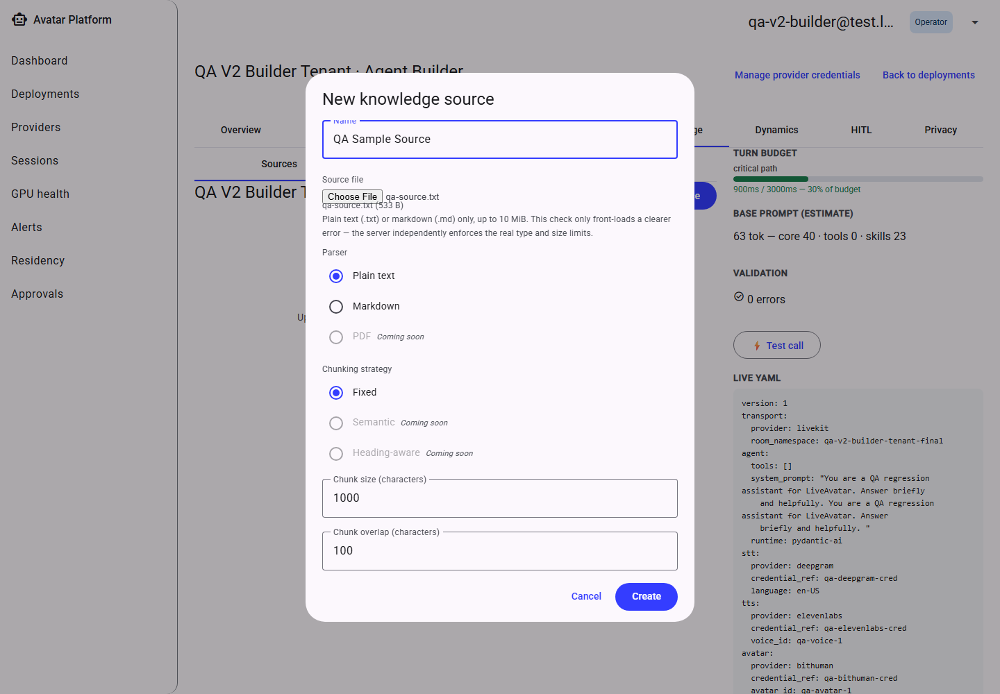 Avatar Platform
qa-v2-builder@test.l...
Operator
Dashboard
Deployments
Providers
Sessions
GPU health
Alerts
Residency
Approvals
QA V2 Builder Tenant · Agent Builder
Manage provider credentials
Back to deployments
Overview
ge
Dynamics
HITL
Privacy
Sources
QA V2 Builder T
e
Up
New knowledge source
Name
QA Sample Source
Source file
Choose File qa-source.txt
qa-source.txt (533 B)
Plain text (.txt) or markdown (.md) only, up to 10 MiB. This check only front-loads a clearer
error — the server independently enforces the real type and size limits.
Parser
Plain text
Markdown
PDF Coming soon
Chunking strategy
Fixed
Semantic Coming soon
Heading-aware Coming soon
Chunk size (characters)
1000
Chunk overlap (characters)
100
Cancel
Create
TURN BUDGET
critical path
900ms / 3000ms — 30% of budget
BASE PROMPT (ESTIMATE)
63 tok — core 40 · tools 0 · skills 23
VALIDATION
0 errors
Test call
LIVE YAML
version: 1
transport:
  provider: livekit
  room_namespace: qa-v2-builder-tenant-final
agent:
  tools: []
  system_prompt: "You are a QA regression
assistant for LiveAvatar. Answer briefly
    and helpfully. You are a QA regression
assistant for LiveAvatar. Answer
    briefly and helpfully. "
  runtime: pydantic-ai
stt:
  provider: deepgram
  credential_ref: qa-deepgram-cred
  language: en-US
tts:
  provider: elevenlabs
  credential_ref: qa-elevenlabs-cred
  voice_id: qa-voice-1
avatar:
  provider: bithuman
  credential_ref: qa-bithuman-cred
  avatar_id: qa-avatar-1